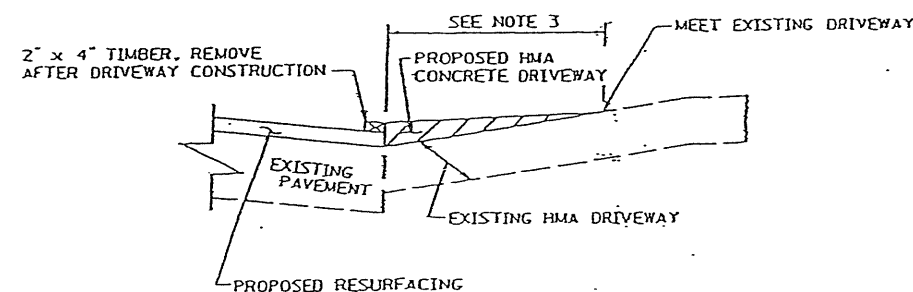 SEE NOTE 3
MEET EXISTING DRIVEWAY
2" x 4" TIMBER, REMOVE
AFTER DRIVEWAY CONSTRUCTION
PROPOSED HMA
CONCRETE DRIVEWAY
EXISTING
PAVEMENT
EXISTING HMA DRIVEWAY
PROPOSED RESURFACING